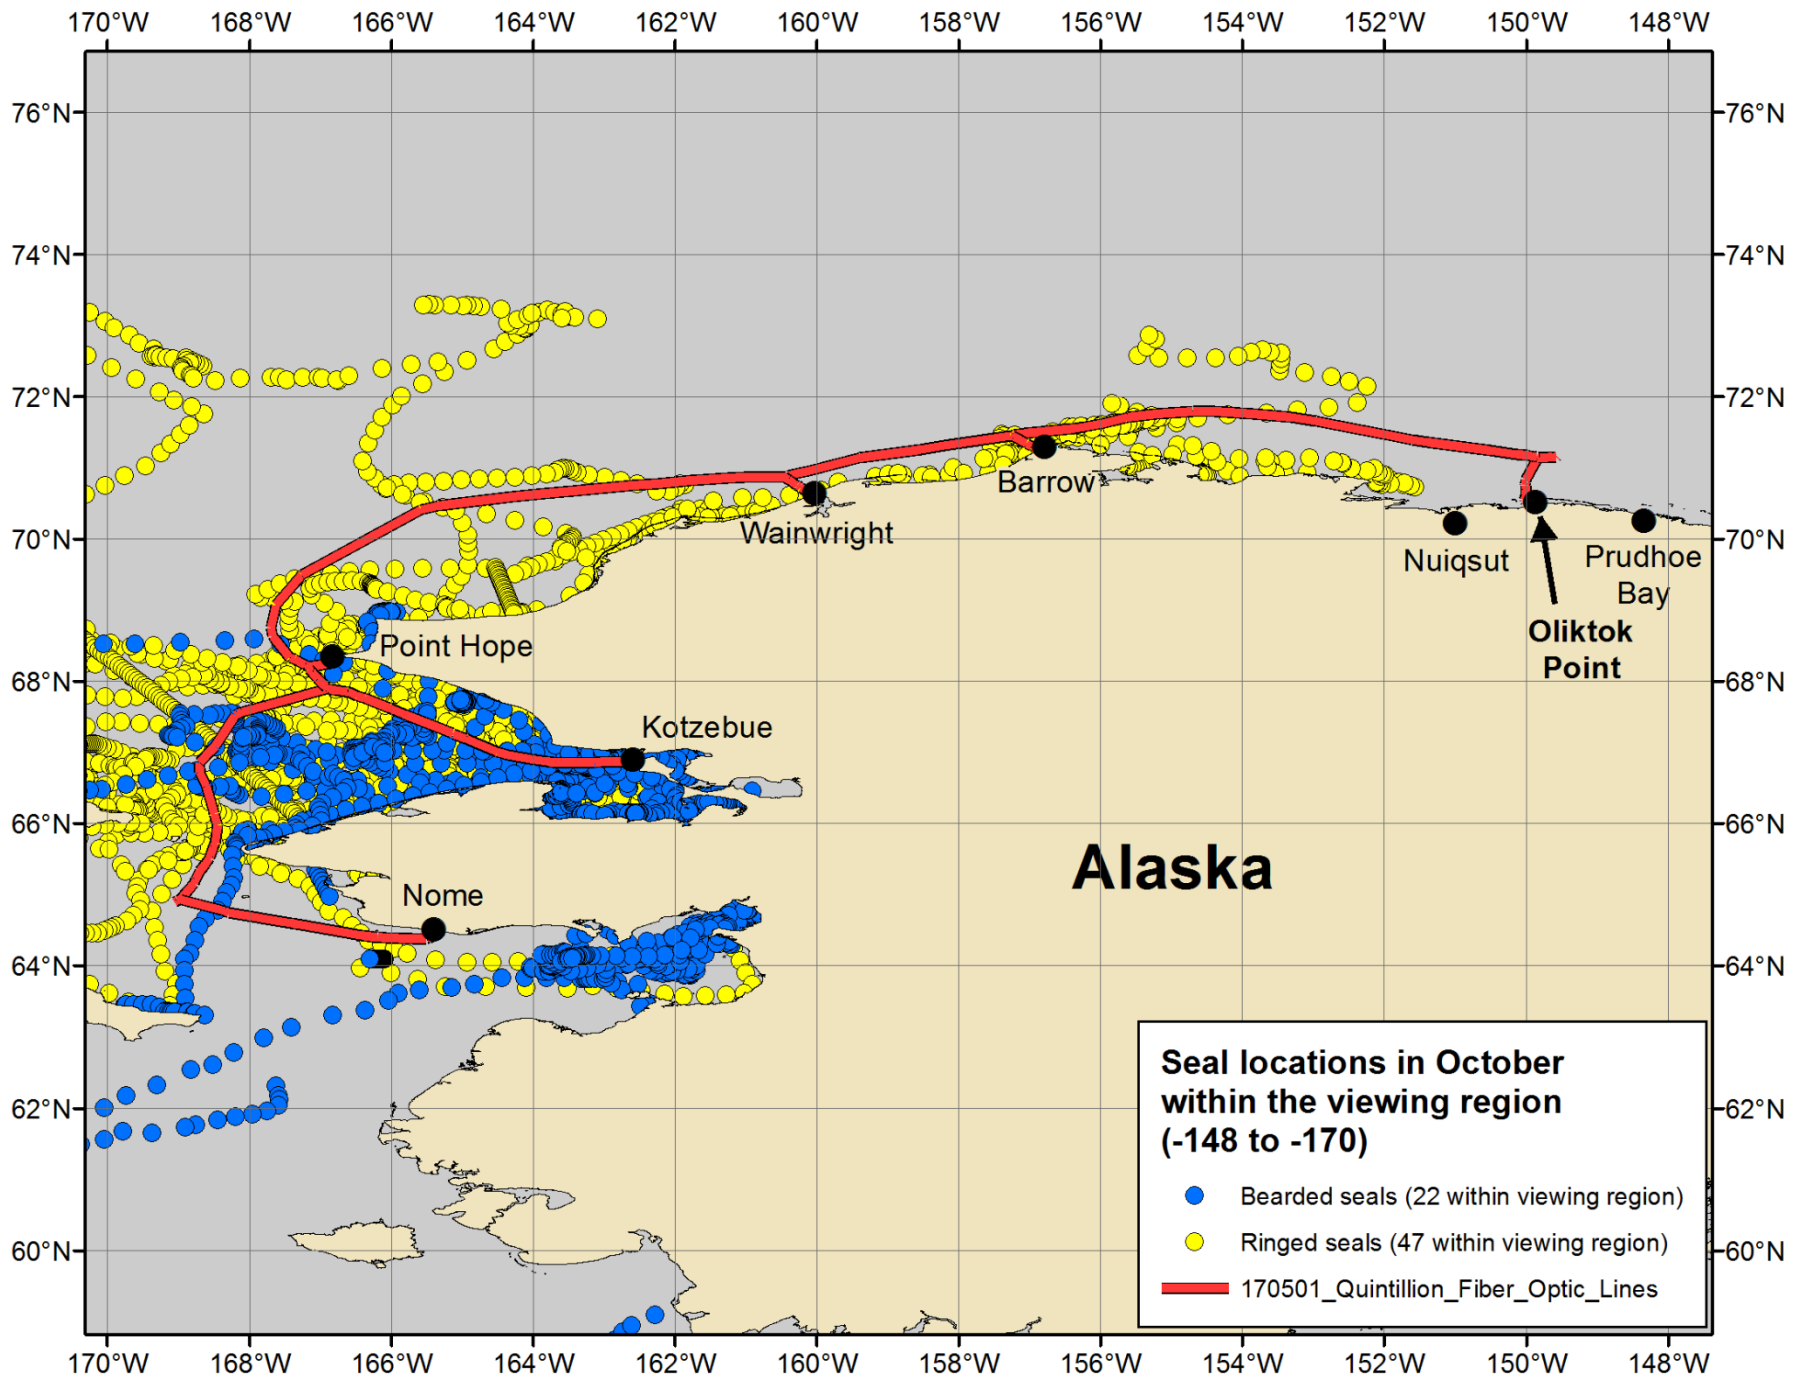 170°W 168°W 166°W 164°W 162°W 160°W 158°W 156°W 154°W 152°W 150°W 148°W
76°N 76°N
74°N 74°N
72°N 72°N
Barrow
Wainwright
70°N 70°N
Nuiqsut
Prudhoe
Bay
Oliktok
Point
Point Hope
68°N 68°N
Kotzebue
66°N 66°N
Alaska
Nome
64°N 64°N
Seal locations in October
within the viewing region
(-148 to -170)
62°N 62°N
Bearded seals (22 within viewing region)
Ringed seals (47 within viewing region)
60°N 60°N
170501_Quintillion_Fiber_Optic_Lines
170°W 168°W 166°W 164°W 162°W 160°W 158°W 156°W 154°W 152°W 150°W 148°W